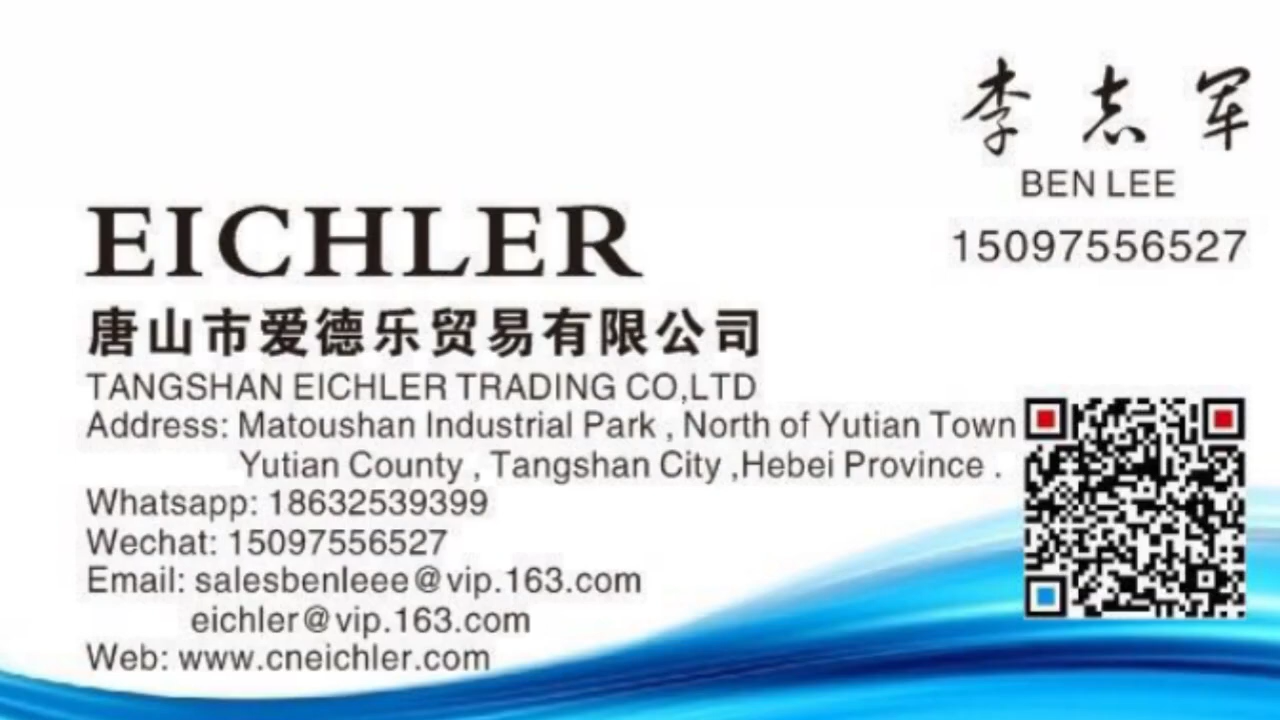 李志军
BEN LEE
15097556527
EICHLER
唐山市爱德乐贸易有限公司
TANGSHAN EICHLER TRADING CO,LTD
Address: Matoushan Industrial Park , North of Yutian Town
Yutian County , Tangshan City ,Hebei Province .
Whatsapp: 18632539399
Wechat: 15097556527
Email: salesbenleee@vip.163.com
eichler@vip.163.com
Web: www.cneichler.com